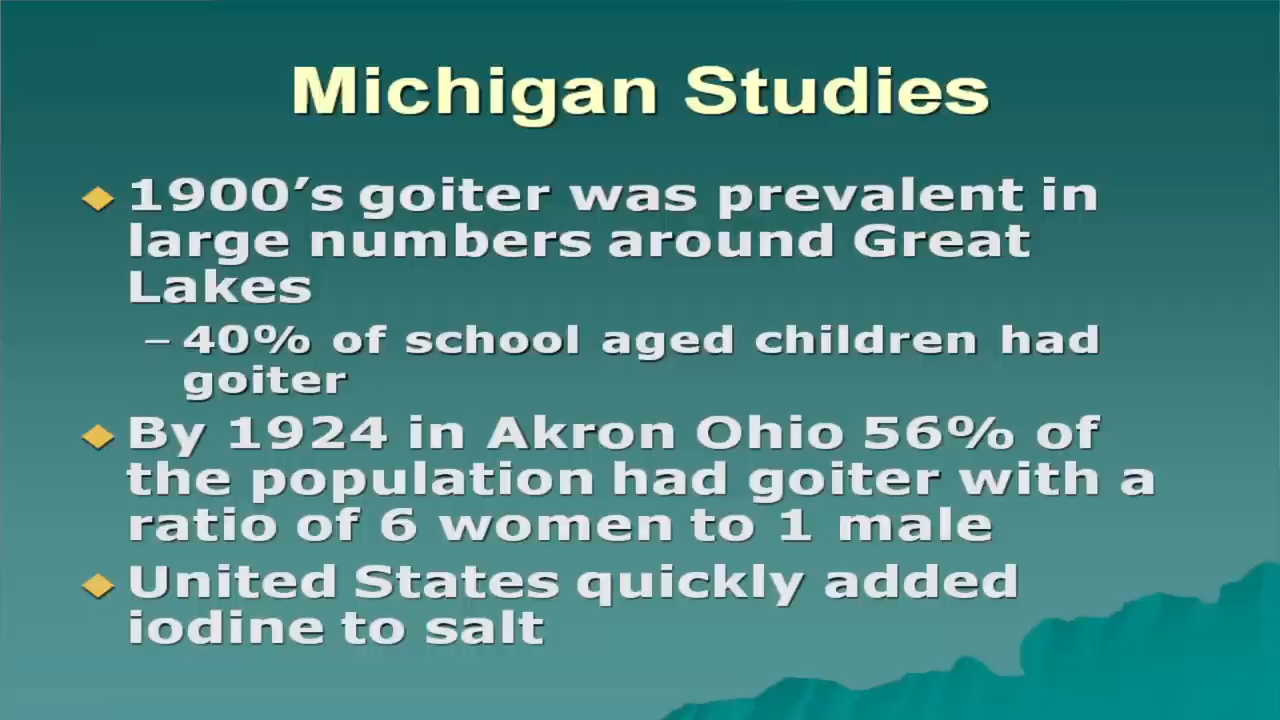 Michigan Studies
1900’s goiter was prevalent in
large numbers around Great
Lakes
– 40% of school aged children had
goiter
By 1924 in Akron Ohio 56% of
the population had goiter with a
ratio of 6 women to 1 male
United States quickly added
iodine to salt